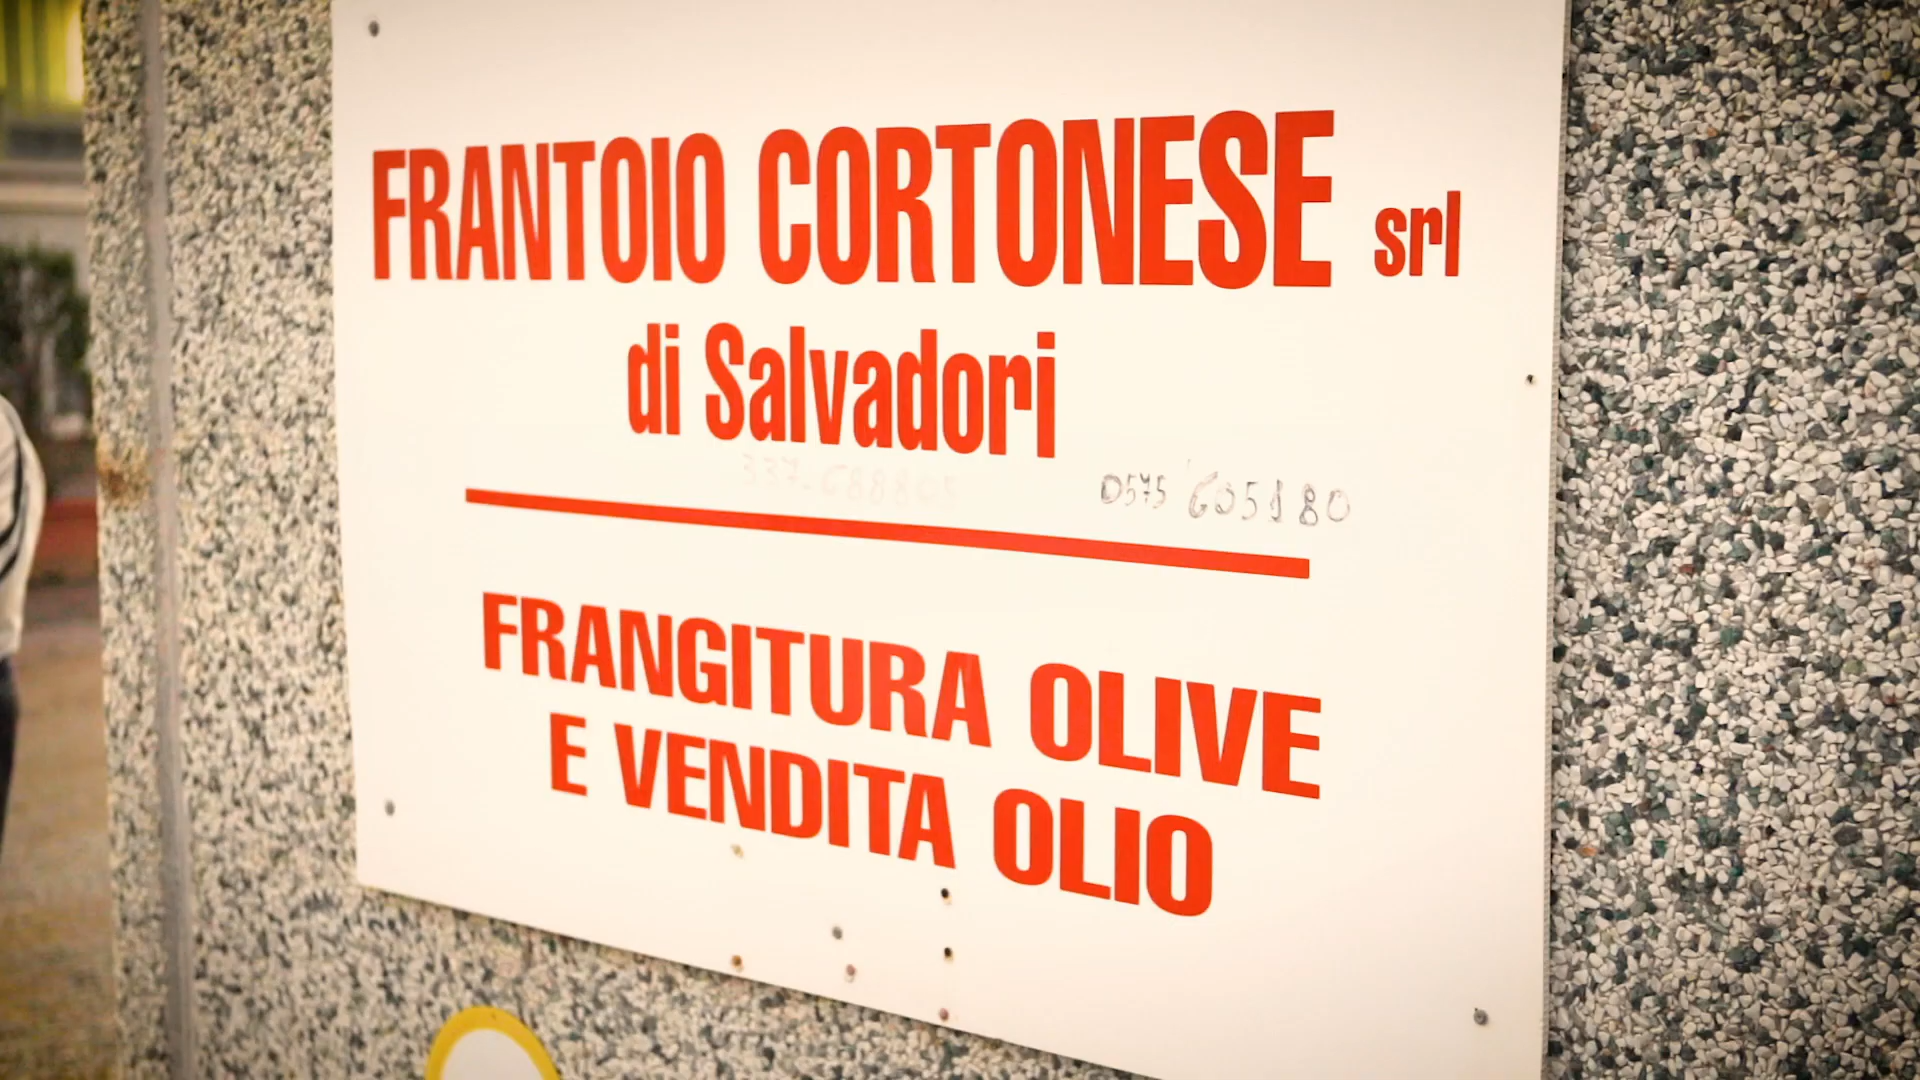 FRANTOIO CORTONESE srl
di Salvadori
0575 605180
FRANGITURA OLIVE
E VENDITA OLIO